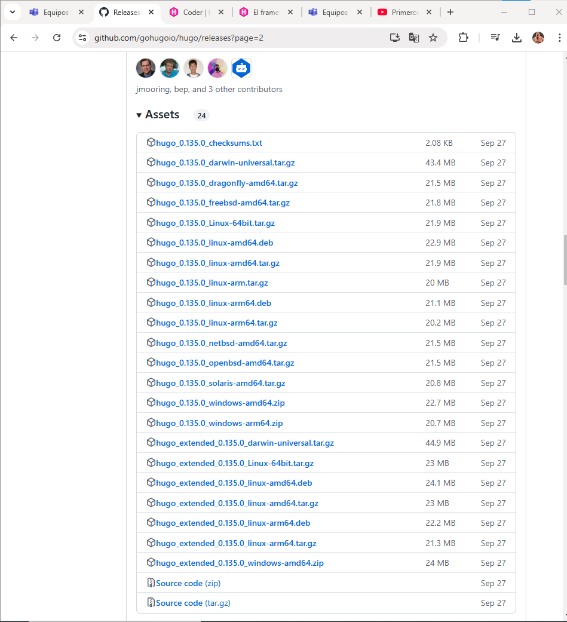 Equipos
Releases
Coder | I
El frame
Equipos
Primero
github.com/gohugoio/hugo/releases?page=2
jmooring, bep, and 3 other contributors
Assets 24
hugo_0.135.0_checksums.txt 2.08 KB Sep 27
hugo_0.135.0_darwin-universal.tar.gz 43.4 MB Sep 27
hugo_0.135.0_dragonfly-amd64.tar.gz 21.5 MB Sep 27
hugo_0.135.0_freebsd-amd64.tar.gz 21.8 MB Sep 27
hugo_0.135.0_Linux-64bit.tar.gz 21.9 MB Sep 27
hugo_0.135.0_linux-amd64.deb 22.9 MB Sep 27
hugo_0.135.0_linux-amd64.tar.gz 21.9 MB Sep 27
hugo_0.135.0_linux-arm.tar.gz 20 MB Sep 27
hugo_0.135.0_linux-arm64.deb 21.1 MB Sep 27
hugo_0.135.0_linux-arm64.tar.gz 20.2 MB Sep 27
hugo_0.135.0_netbsd-amd64.tar.gz 21.5 MB Sep 27
hugo_0.135.0_openbsd-amd64.tar.gz 21.5 MB Sep 27
hugo_0.135.0_solaris-amd64.tar.gz 20.8 MB Sep 27
hugo_0.135.0_windows-amd64.zip 22.7 MB Sep 27
hugo_0.135.0_windows-arm64.zip 20.7 MB Sep 27
hugo_extended_0.135.0_darwin-universal.tar.gz 44.9 MB Sep 27
hugo_extended_0.135.0_Linux-64bit.tar.gz 23 MB Sep 27
hugo_extended_0.135.0_linux-amd64.deb 24.1 MB Sep 27
hugo_extended_0.135.0_linux-amd64.tar.gz 23 MB Sep 27
hugo_extended_0.135.0_linux-arm64.deb 22.2 MB Sep 27
hugo_extended_0.135.0_linux-arm64.tar.gz 21.3 MB Sep 27
hugo_extended_0.135.0_windows-amd64.zip 24 MB Sep 27
Source code (zip) Sep 27
Source code (tar.gz) Sep 27